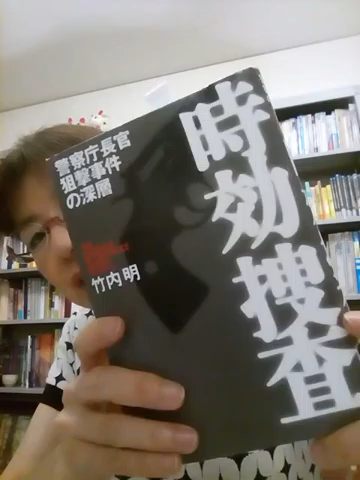 時効捜査
警察庁長官
狙撃事件
の深層
竹内明